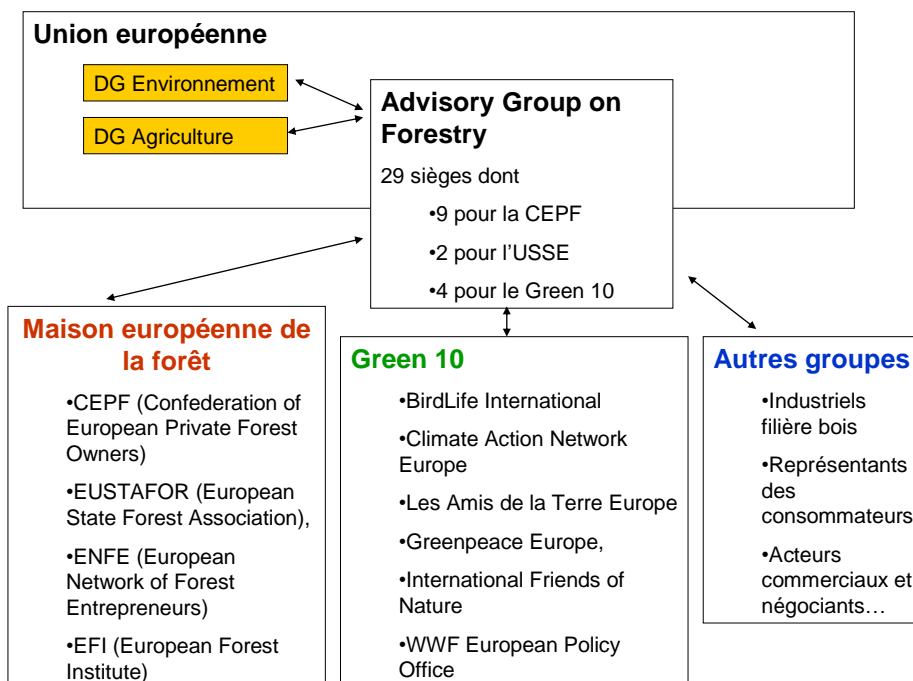 Union européenne
DG Environnement
DG Agriculture
Advisory Group on
Forestry
29 sièges dont
•9 pour la CEPF
•2 pour l'USSE
•4 pour le Green 10
Maison européenne de
la forêt
•CEPF (Confederation of
European Private Forest
Owners)
•EUSTAFOR (European
State Forest Association),
•ENFE (European
Network of Forest
Entrepreneurs)
•EFI (European Forest
Institute)
Green 10
•BirdLife International
•Climate Action Network
Europe
•Les Amis de la Terre Europe
•Greenpeace Europe,
•International Friends of
Nature
•WWF European Policy
Office
Autres groupes
•Industriels
filière bois
•Représentants
des
consommateurs
•Acteurs
commerciaux et
négociants…